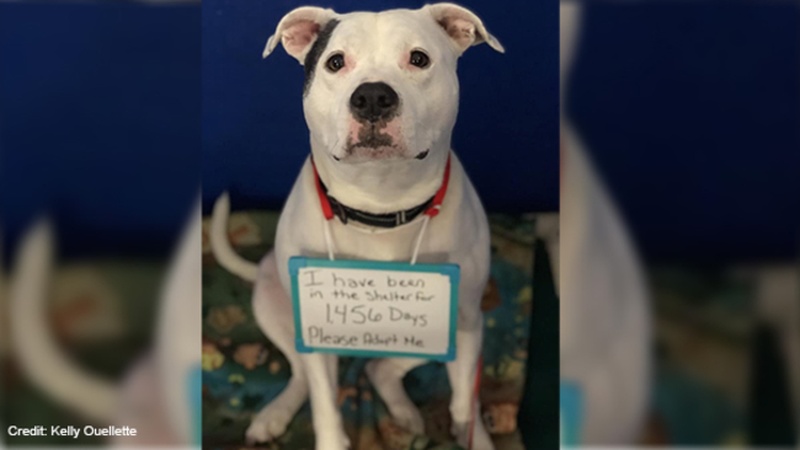 I have been
in the Shelter for
1,456 Days
Please Adopt Me
Credit: Kelly Ouellette